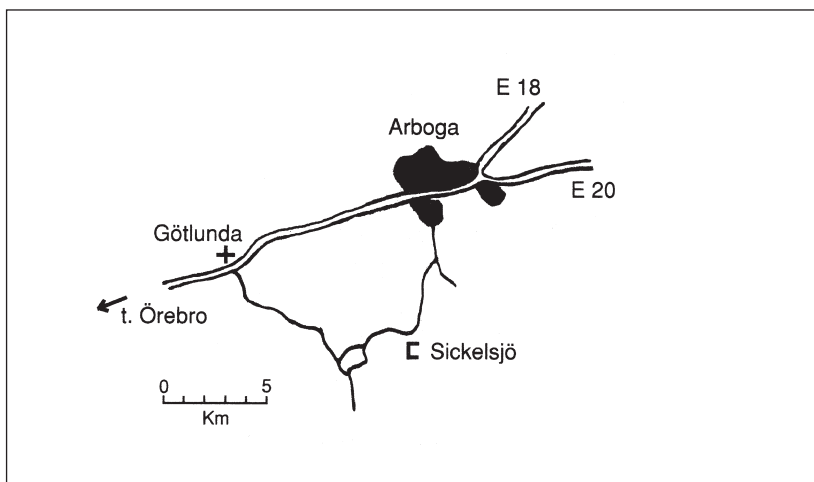 E 18
Arboga
E 20
Götlunda
t. Örebro
Sickelsjö
0 5
Km